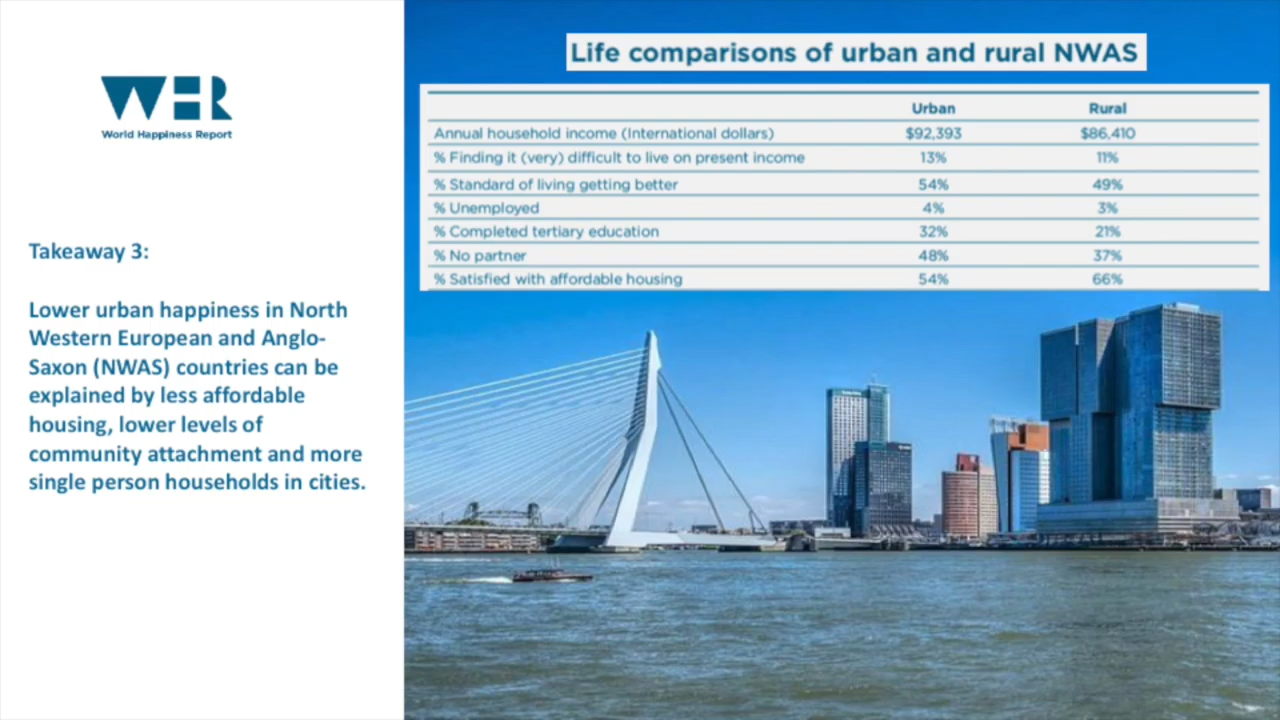 WHR
World Happiness Report
Takeaway 3:
Lower urban happiness in North
Western European and Anglo-
Saxon (NWAS) countries can be
explained by less affordable
housing, lower levels of
community attachment and more
single person households in cities.
Life comparisons of urban and rural NWAS
Urban Rural
Annual household income (International dollars) $92,393 $86,410
% Finding it (very) difficult to live on present income 13% 11%
% Standard of living getting better 54% 49%
% Unemployed 4% 3%
% Completed tertiary education 32% 21%
% No partner 48% 37%
% Satisfied with affordable housing 54% 66%